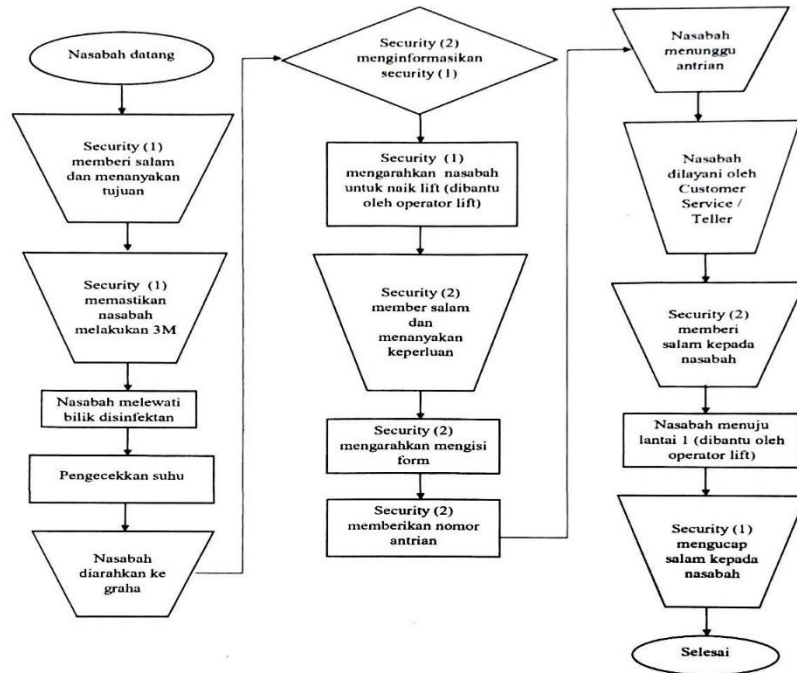 Nasabah datang
Security (1)
memberi salam
dan menanyakan
tujuan
Security (1)
memastikan
nasabah
melakukan 3M
Nasabah melewati
bilik disinfektan
Pengecekkan suhu
Nasabah
diarahkan ke
graha
Security (2)
menginformasikan
security (1)
Security (1)
mengarahkan nasabah
untuk naik lift (dibantu
oleh operator lift)
Security (2)
member salam
dan
menanyakan
keperluan
Security (2)
mengarahkan mengisi
form
Security (2)
memberikan nomor
antrian
Nasabah
menunggu
antrian
Nasabah
dilayani oleh
Customer
Service /
Teller
Security (2)
memberi
salam kepada
nasabah
Nasabah menuju
lantai 1 (dibantu oleh
operator lift)
Security (1)
mengucap
salam kepada
nasabah
Selesai